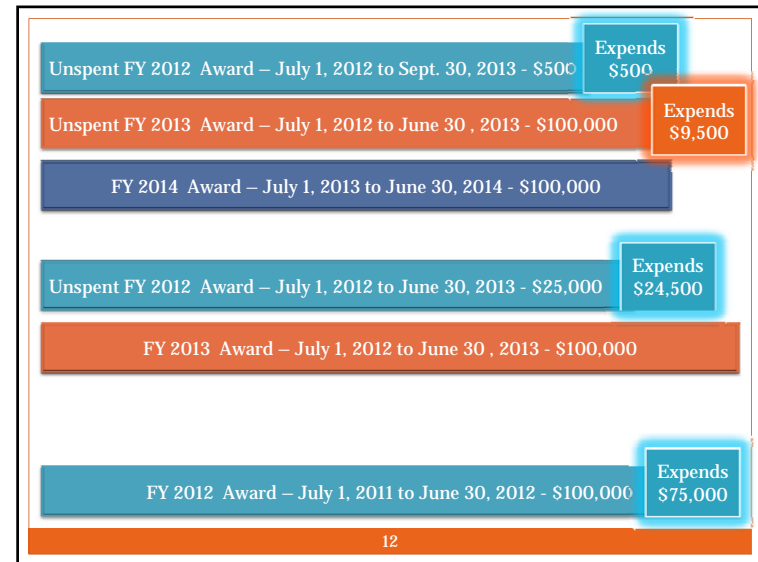 Unspent FY 2012 Award – July 1, 2012 to Sept. 30, 2013 - $500
Expends
$500
Unspent FY 2013 Award – July 1, 2012 to June 30 , 2013 - $100,000
Expends
$9,500
FY 2014 Award – July 1, 2013 to June 30, 2014 - $100,000
Unspent FY 2012 Award – July 1, 2012 to June 30, 2013 - $25,000
Expends
$24,500
FY 2013 Award – July 1, 2012 to June 30 , 2013 - $100,000
FY 2012 Award – July 1, 2011 to June 30, 2012 - $100,000
Expends
$75,000
12